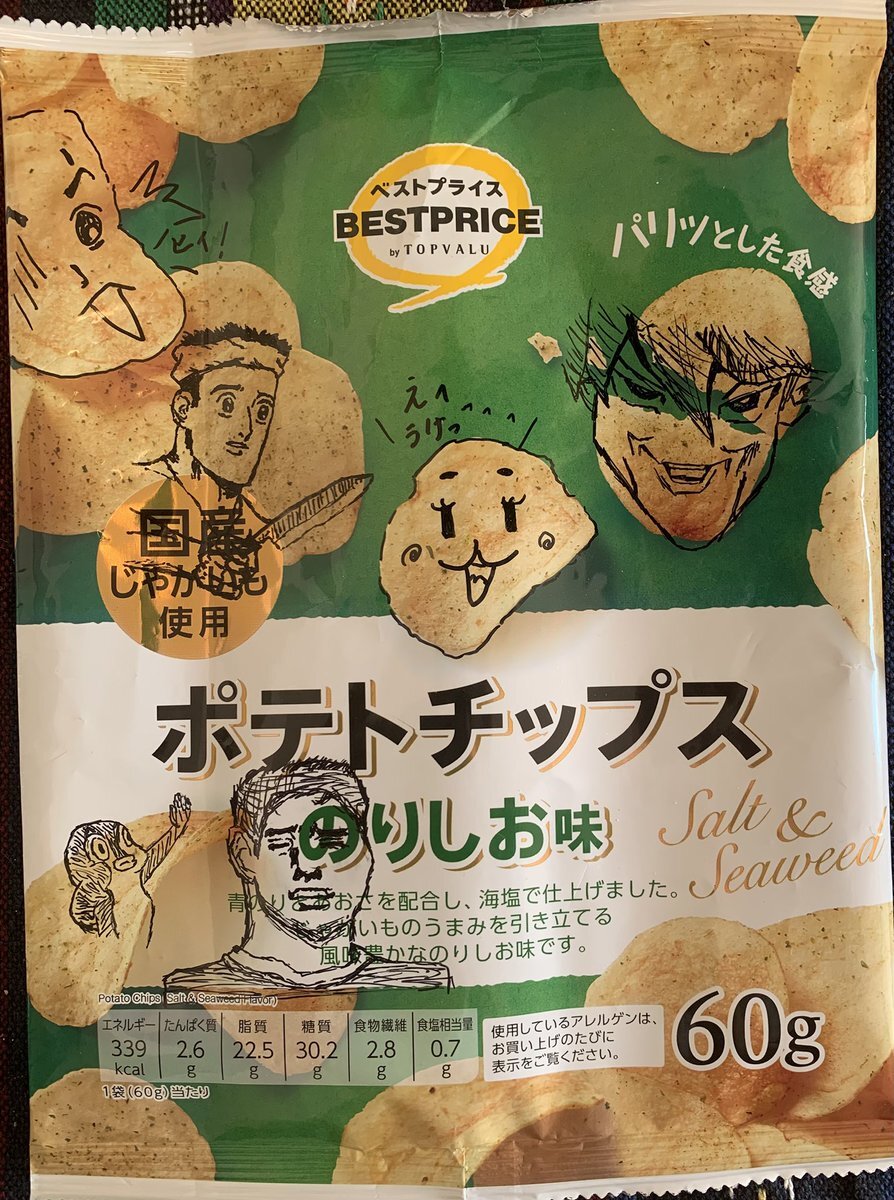 ベストプライス
BESTPRICE
by TOPVALU
パリッとした食感
えへ
うけっ
国産
じゃがいも
使用
ポテトチップス
のりしお味
Salt &
Seaweed
青のりとあおさを配合し、海塩で仕上げました。
じゃがいものうまみを引き立てる
風味豊かなのりしお味です。
Potato Chips (Salt & Seaweed Flavor)
エネルギー たんぱく質 脂質 糖質 食物繊維 食塩相当量
339 2.6 22.5 30.2 2.8 0.7
kcal g g g g g
1袋(60g)当たり
使用しているアレルゲンは、
お買い上げのたびに
表示をご覧ください。
60g